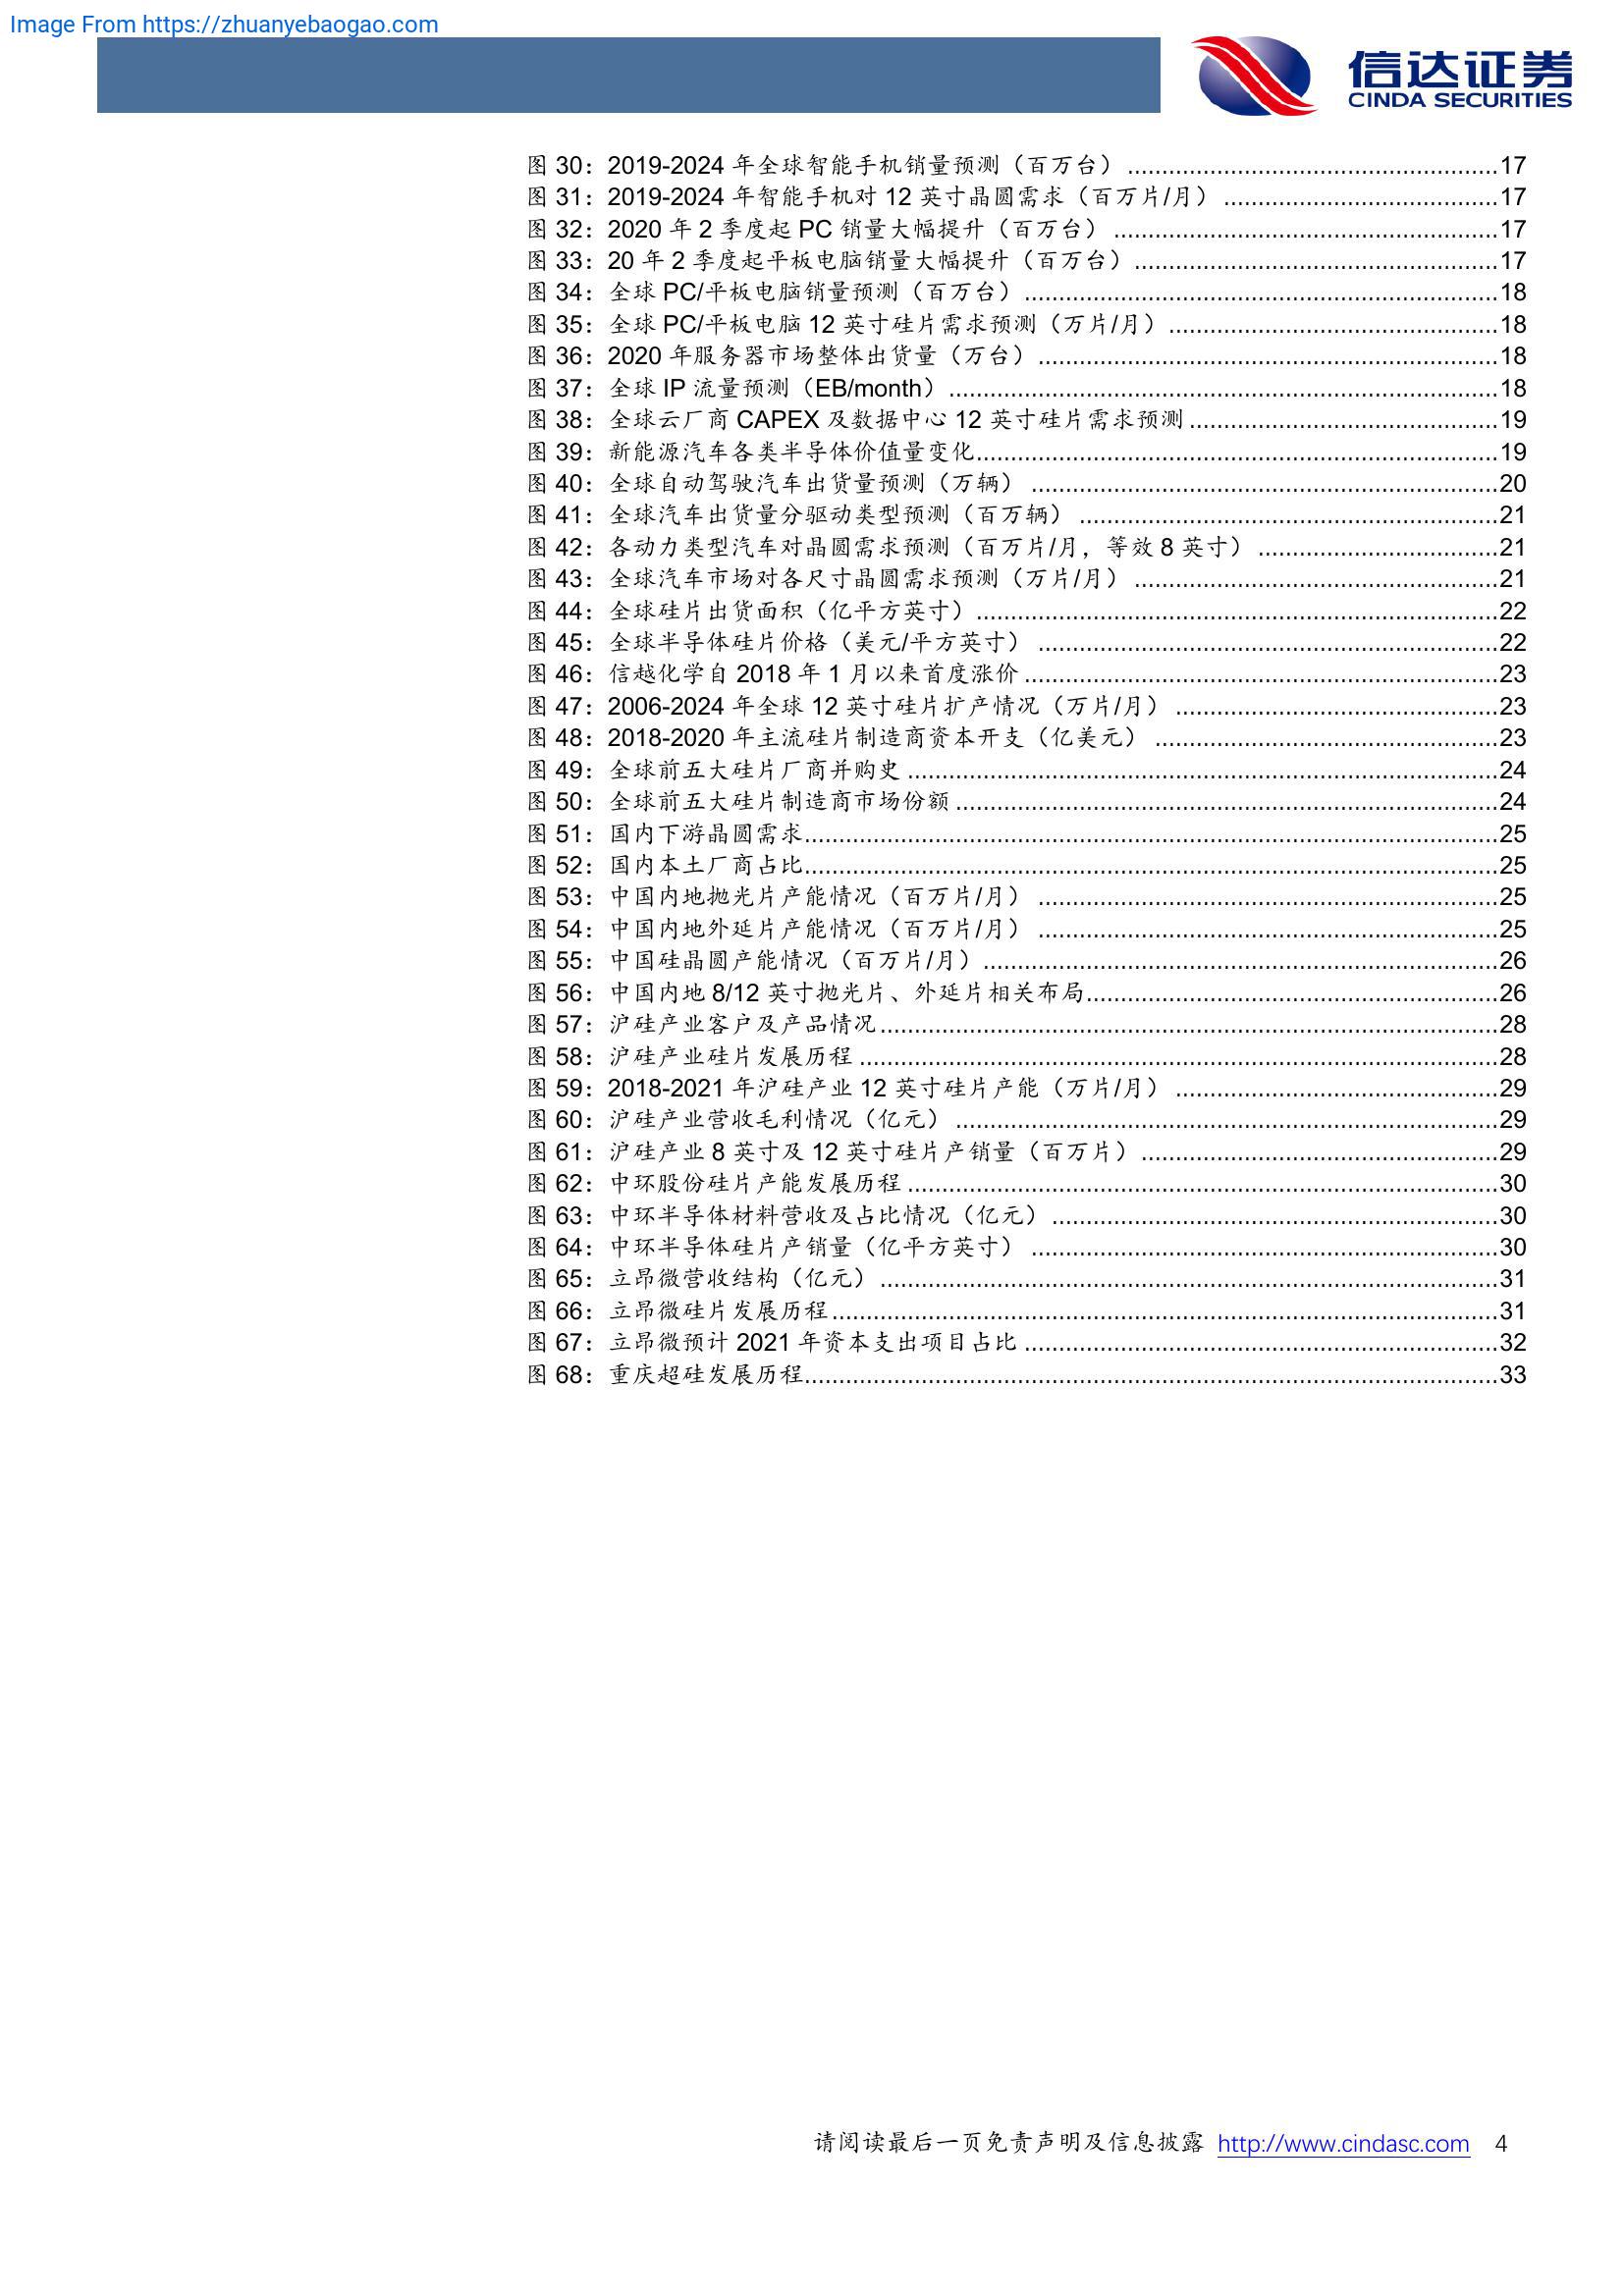 Image From https://zhuanyebaogao.com
信达证券
CINDA SECURITIES
图 30：2019-2024 年全球智能手机销量预测（百万台）......................................................17
图 31：2019-2024 年智能手机对 12 英寸晶圆需求（百万片/月）........................................17
图 32：2020 年 2 季度起 PC 销量大幅提升（百万台）........................................................17
图 33：20 年 2 季度起平板电脑销量大幅提升（百万台）.....................................................17
图 34：全球 PC/平板电脑销量预测（百万台）.....................................................................18
图 35：全球 PC/平板电脑 12 英寸硅片需求预测（万片/月）................................................18
图 36：2020 年服务器市场整体出货量（万台）...................................................................18
图 37：全球 IP 流量预测（EB/month）................................................................................18
图 38：全球云厂商 CAPEX 及数据中心 12 英寸硅片需求预测.............................................19
图 39：新能源汽车各类半导体价值量变化............................................................................19
图 40：全球自动驾驶汽车出货量预测（万辆）....................................................................20
图 41：全球汽车出货量分驱动类型预测（百万辆）.............................................................21
图 42：各动力类型汽车对晶圆需求预测（百万片/月，等效 8 英寸）...................................21
图 43：全球汽车市场对各尺寸晶圆需求预测（万片/月）.....................................................21
图 44：全球硅片出货面积（亿平方英寸）............................................................................22
图 45：全球半导体硅片价格（美元/平方英寸）...................................................................22
图 46：信越化学自 2018 年 1 月以来首度涨价.....................................................................23
图 47：2006-2024 年全球 12 英寸硅片扩产情况（万片/月）...............................................23
图 48：2018-2020 年主流硅片制造商资本开支（亿美元）..................................................23
图 49：全球前五大硅片厂商并购史......................................................................................24
图 50：全球前五大硅片制造商市场份额...............................................................................24
图 51：国内下游晶圆需求.....................................................................................................25
图 52：国内本土厂商占比.....................................................................................................25
图 53：中国内地抛光片产能情况（百万片/月）...................................................................25
图 54：中国内地外延片产能情况（百万片/月）...................................................................25
图 55：中国硅晶圆产能情况（百万片/月）...........................................................................26
图 56：中国内地 8/12 英寸抛光片、外延片相关布局............................................................26
图 57：沪硅产业客户及产品情况..........................................................................................28
图 58：沪硅产业硅片发展历程.............................................................................................28
图 59：2018-2021 年沪硅产业 12 英寸硅片产能（万片/月）...............................................29
图 60：沪硅产业营收毛利情况（亿元）...............................................................................29
图 61：沪硅产业 8 英寸及 12 英寸硅片产销量（百万片）....................................................29
图 62：中环股份硅片产能发展历程......................................................................................30
图 63：中环半导体材料营收及占比情况（亿元）.................................................................30
图 64：中环半导体硅片产销量（亿平方英寸）....................................................................30
图 65：立昂微营收结构（亿元）..........................................................................................31
图 66：立昂微硅片发展历程.................................................................................................31
图 67：立昂微预计 2021 年资本支出项目占比.....................................................................32
图 68：重庆超硅发展历程.....................................................................................................33
请阅读最后一页免责声明及信息披露 http://www.cindasc.com 4